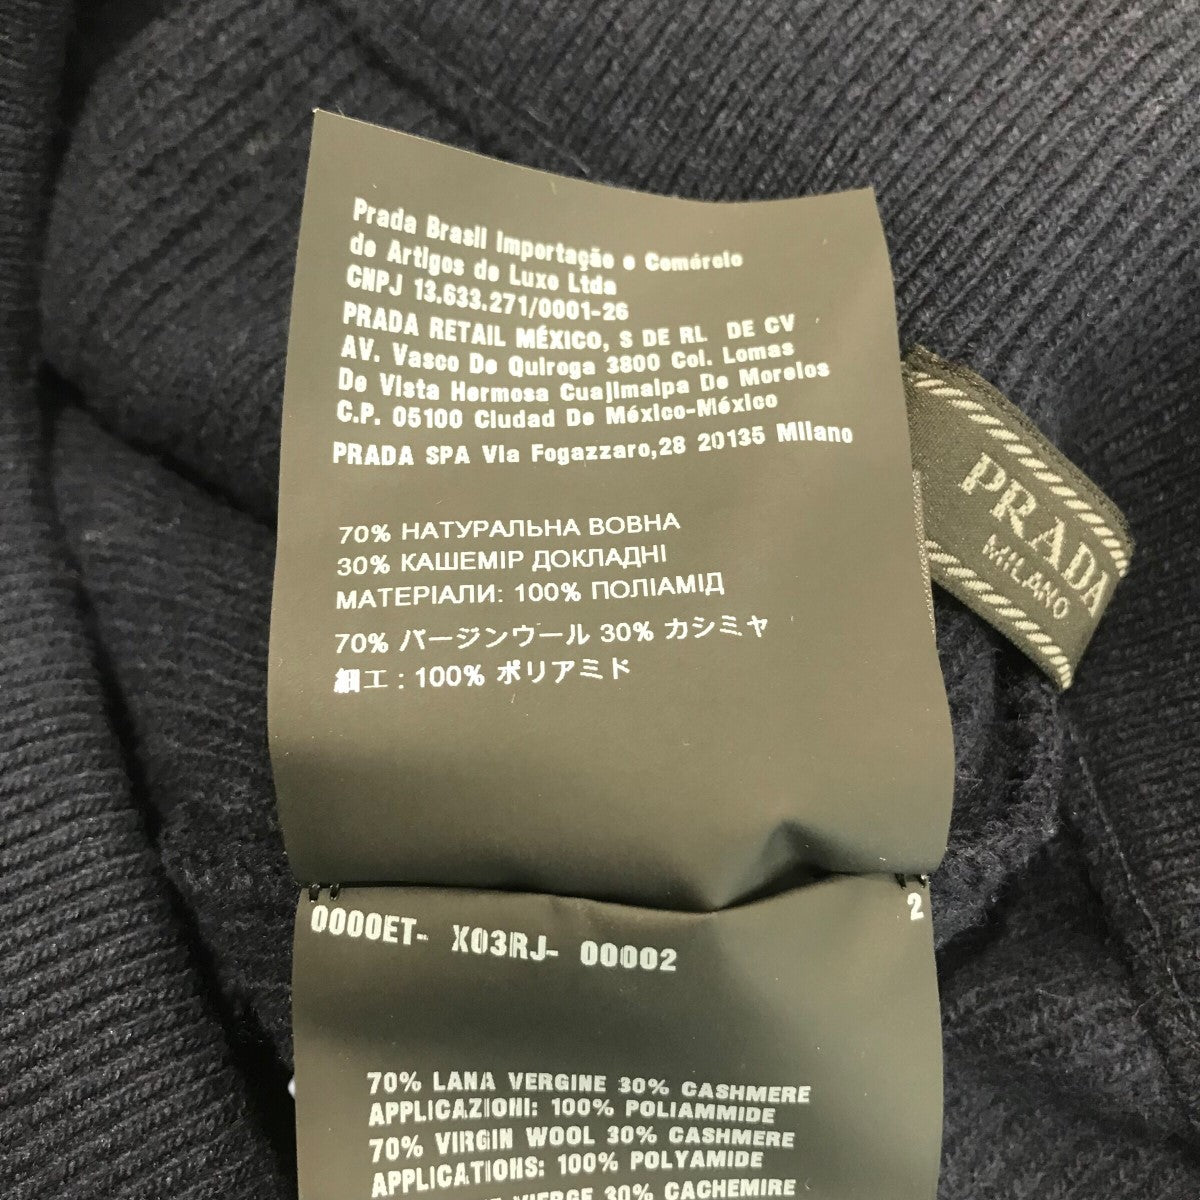 Prada Brasil Importação e Comércio
de Artigos de Luxo Ltda
CNPJ 13.633.271/0001-26
PRADA RETAIL MÉXICO, S DE RL DE CV
AV. Vasco De Quiroga 3800 Col. Lomas
De Vista Hermosa Cuajimalpa De Morelos
C.P. 05100 Ciudad De México-México
PRADA SPA Via Fogazzaro,28 20135 Milano
70% НАТУРАЛЬНА ВОВНА
30% КАШЕМІР ДОКЛАДНІ
МАТЕРІАЛИ: 100% ПОЛІАМІД
70% バージンウール 30% カシミヤ
細工 : 100% ポリアミド
PRADA
MILANO
2
0000ET- X03RJ- 00002
70% LANA VERGINE 30% CASHMERE
APPLICAZIONI: 100% POLIAMMIDE
70% VIRGIN WOOL 30% CASHMERE
APPLICATIONS: 100% POLYAMIDE
VIERGE 30% CACHEMIRE